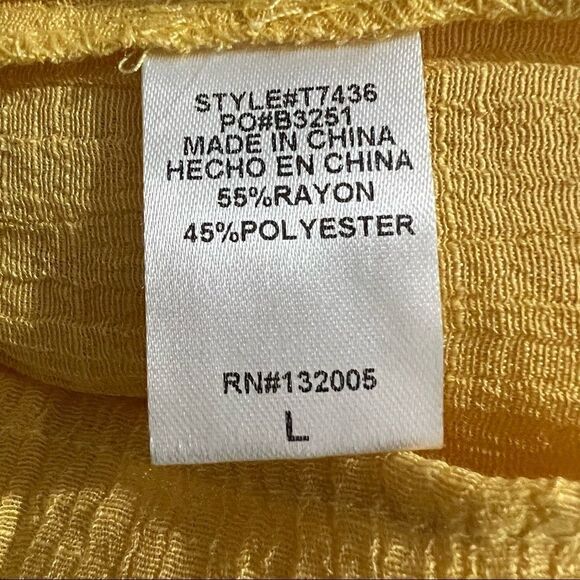 STYLE#T7436
PO#B3251
MADE IN CHINA
HECHO EN CHINA
55%RAYON
45%POLYESTER
RN#132005
L